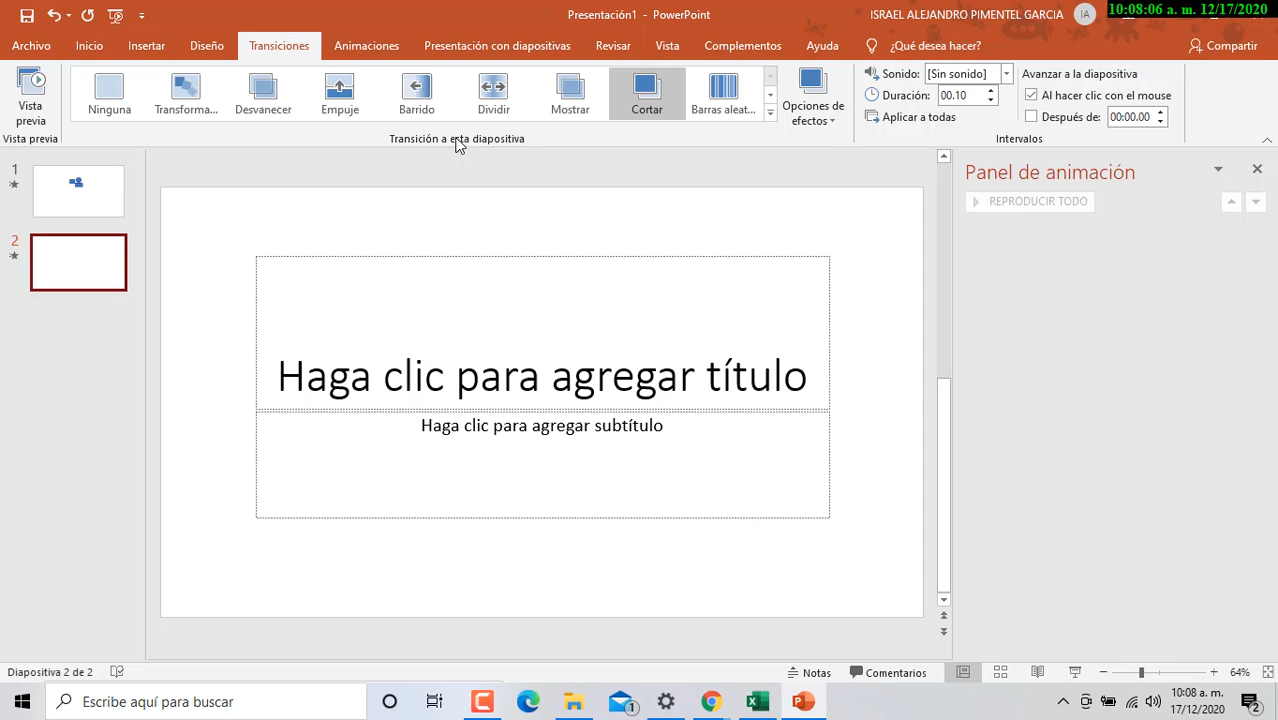 Presentación1 - PowerPoint
ISRAEL ALEJANDRO PIMENTEL GARCIA
IA
10:08:06 a. m. 12/17/2020
Archivo
Inicio
Insertar
Diseño
Transiciones
Animaciones
Presentación con diapositivas
Revisar
Vista
Complementos
Ayuda
¿Qué desea hacer?
Compartir
Vista previa
Ninguna
Transforma...
Desvanecer
Empuje
Barrido
Dividir
Mostrar
Cortar
Barras aleat...
Opciones de efectos
Sonido: [Sin sonido]
Duración: 00.10
Aplicar a todas
Avanzar a la diapositiva
Al hacer clic con el mouse
Después de: 00:00.00
Vista previa
Transición a esta diapositiva
Intervalos
1
2
Haga clic para agregar título
Haga clic para agregar subtítulo
Panel de animación
REPRODUCIR TODO
Diapositiva 2 de 2
Notas
Comentarios
64%
Escribe aquí para buscar
1
10:08 a. m.
17/12/2020
2